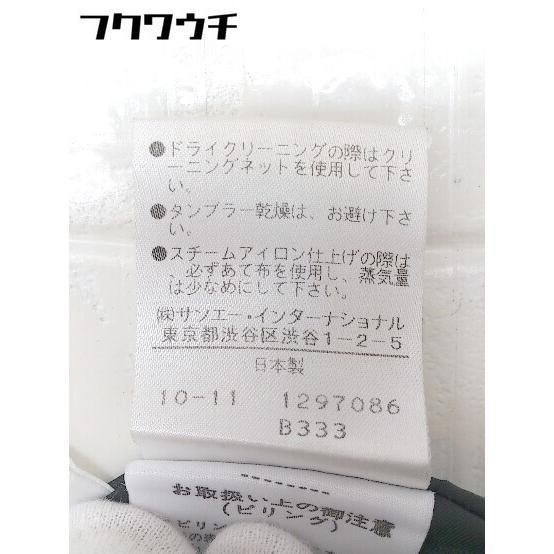 フクワウチ
●ドライクリーニングの際はクリ
ーニングネットを使用して下さ
い。
●タンブラー乾燥は、お避け下さ
い。
●スチームアイロン仕上げの際は
、必ずあて布を使用し、蒸気量
は少なめにして下さい。
㈱サンエー・インターナショナル
東京都渋谷区渋谷1-2-5
日本製
10-11 1297086
B333
お取扱い上の御注意
(ピリング)